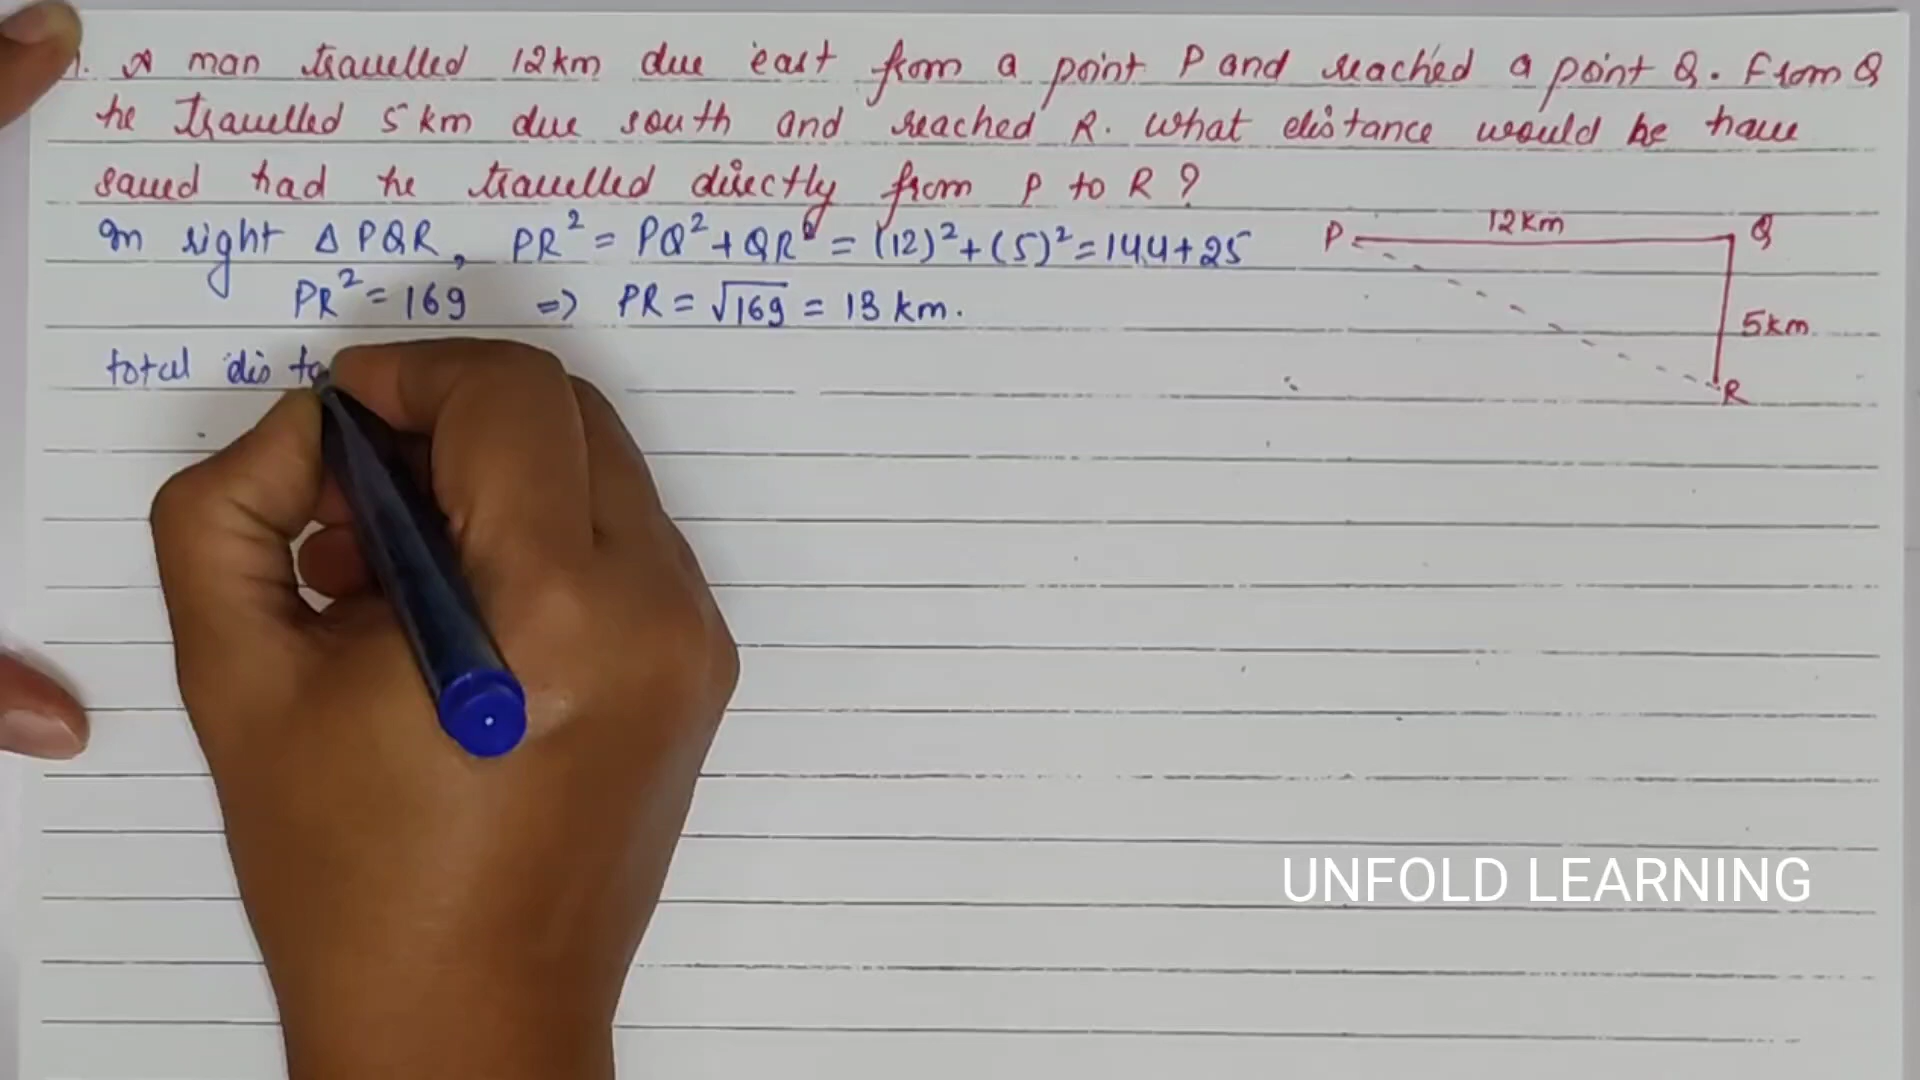 A man travelled 12km due east from a point P and reached a point Q. From Q
he travelled 5 km due south and reached R. What distance would be have
saved had he travelled directly from P to R ?
In right Δ PQR, PR² = PQ² + QR² = (12)² + (5)² = 144 + 25
PR² = 169 => PR = √169 = 13 km.
total dis ta
P 12km Q
5km
R
UNFOLD LEARNING